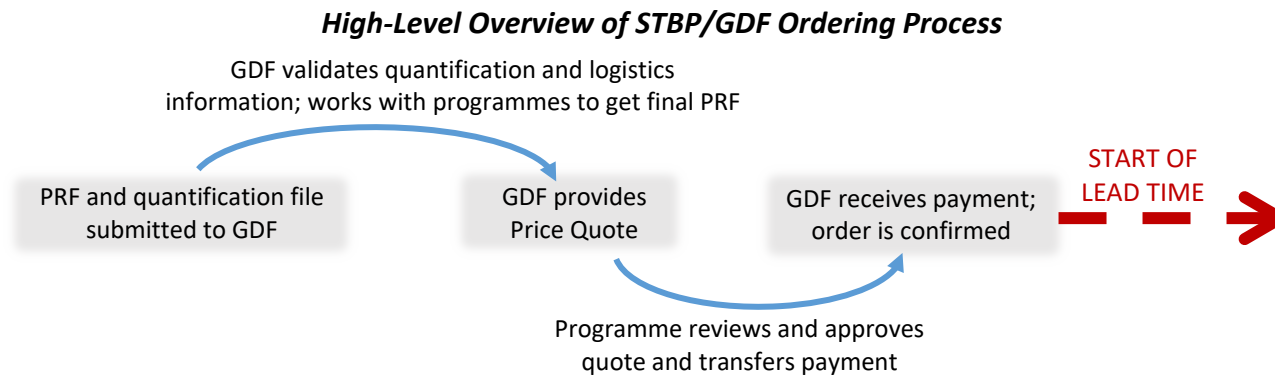 High-Level Overview of STBP/GDF Ordering Process
GDF validates quantification and logistics
information; works with programmes to get final PRF
PRF and quantification file
submitted to GDF
GDF provides
Price Quote
GDF receives payment;
order is confirmed
START OF
LEAD TIME
Programme reviews and approves
quote and transfers payment